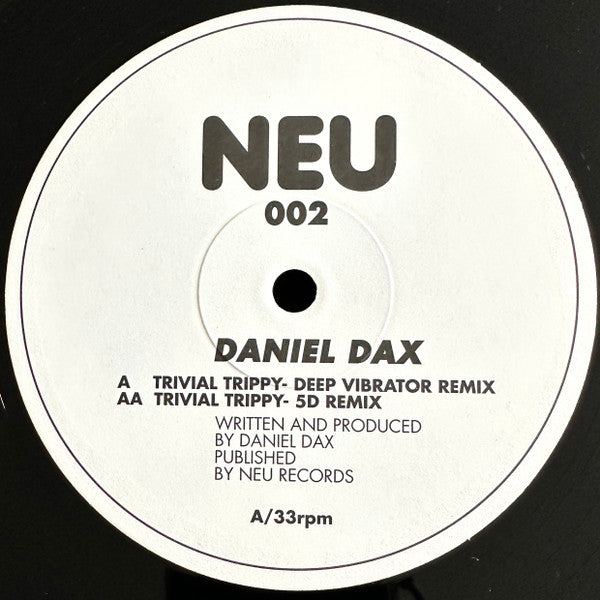 NEU
002
DANIEL DAX
A TRIVIAL TRIPPY- DEEP VIBRATOR REMIX
AA TRIVIAL TRIPPY- 5D REMIX
WRITTEN AND PRODUCED
BY DANIEL DAX
PUBLISHED
BY NEU RECORDS
A/33rpm